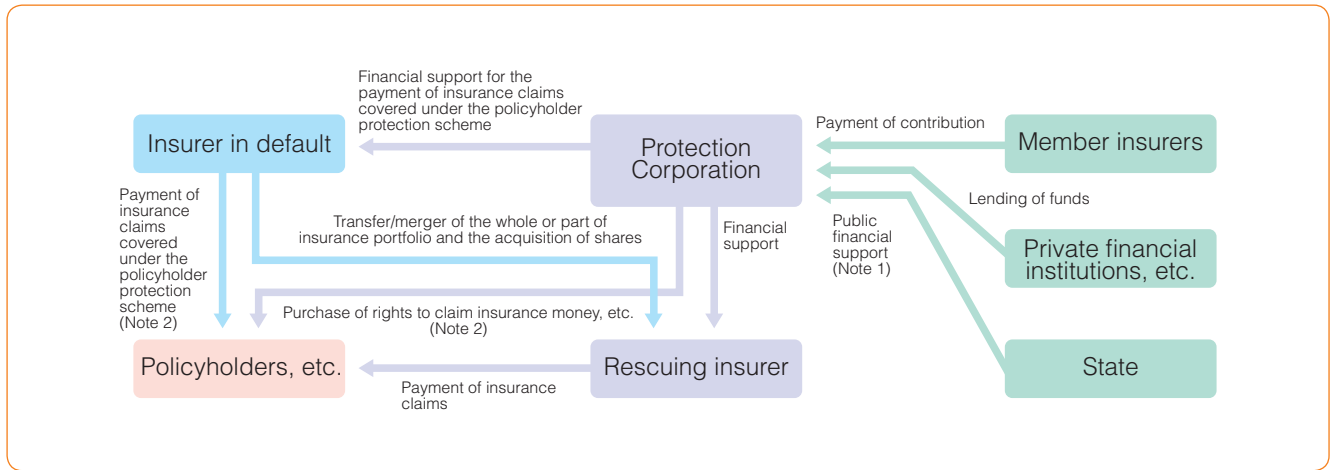 Financial support for the
payment of insurance claims
covered under the policyholder
protection scheme
Insurer in default
Protection
Corporation
Payment of contribution
Member insurers
Payment of
insurance
claims
covered
under the
policyholder
protection
scheme
(Note 2)
Transfer/merger of the whole or part of
insurance portfolio and the acquisition of shares
Financial
support
Public
financial
support
(Note 1)
Lending of funds
Private financial
institutions, etc.
Purchase of rights to claim insurance money, etc.
(Note 2)
Policyholders, etc.
Payment of insurance
claims
Rescuing insurer
State